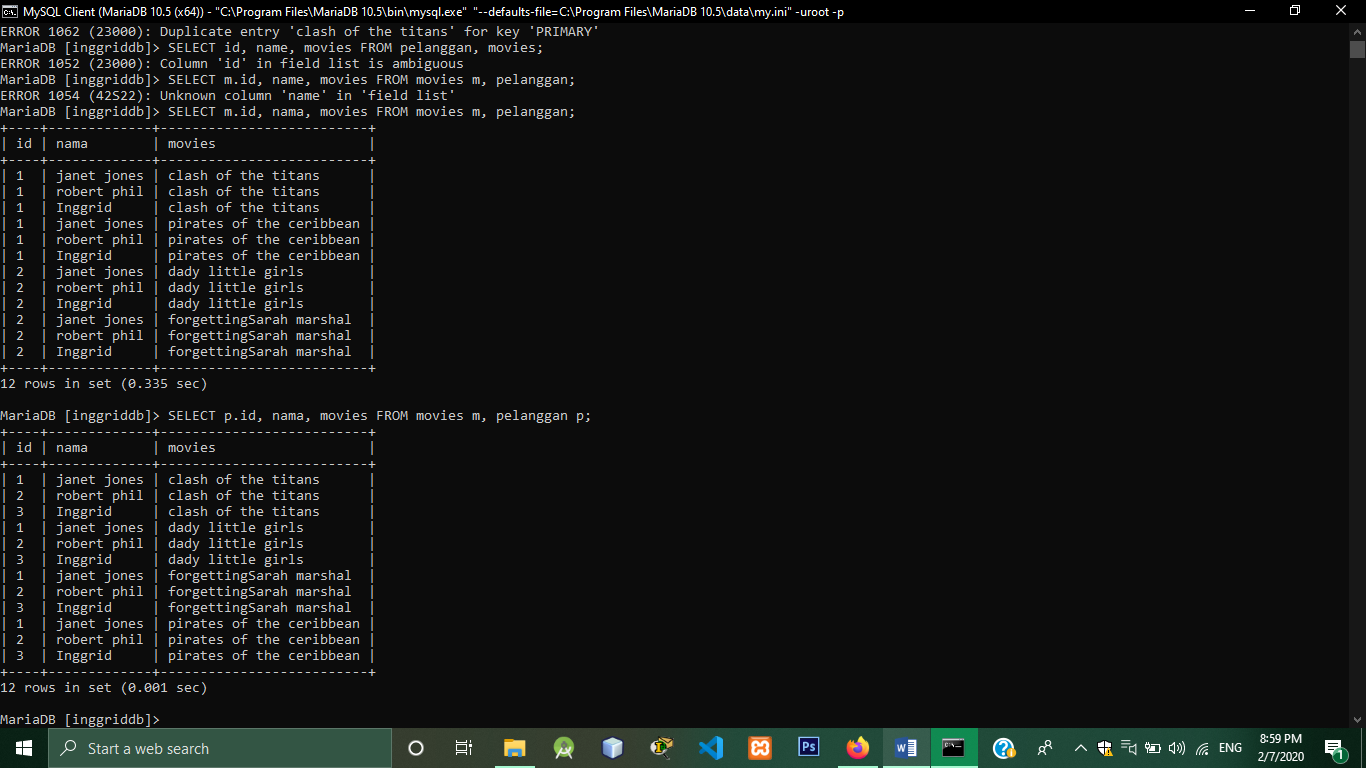 MySQL Client (MariaDB 10.5 (x64)) - "C:\Program Files\MariaDB 10.5\bin\mysql.exe" "--defaults-file=C:\Program Files\MariaDB 10.5\data\my.ini" -uroot -p
ERROR 1062 (23000): Duplicate entry 'clash of the titans' for key 'PRIMARY'
MariaDB [inggriddb]> SELECT id, name, movies FROM pelanggan, movies;
ERROR 1052 (23000): Column 'id' in field list is ambiguous
MariaDB [inggriddb]> SELECT m.id, name, movies FROM movies m, pelanggan;
ERROR 1054 (42S22): Unknown column 'name' in 'field list'
MariaDB [inggriddb]> SELECT m.id, nama, movies FROM movies m, pelanggan;
+----+-------------+--------------------------+
| id | nama        | movies                   |
+----+-------------+--------------------------+
| 1  | janet jones | clash of the titans      |
| 1  | robert phil | clash of the titans      |
| 1  | Inggrid     | clash of the titans      |
| 1  | janet jones | pirates of the ceribbean |
| 1  | robert phil | pirates of the ceribbean |
| 1  | Inggrid     | pirates of the ceribbean |
| 2  | janet jones | dady little girls        |
| 2  | robert phil | dady little girls        |
| 2  | Inggrid     | dady little girls        |
| 2  | janet jones | forgettingSarah marshal  |
| 2  | robert phil | forgettingSarah marshal  |
| 2  | Inggrid     | forgettingSarah marshal  |
+----+-------------+--------------------------+
12 rows in set (0.335 sec)
MariaDB [inggriddb]> SELECT p.id, nama, movies FROM movies m, pelanggan p;
+----+-------------+--------------------------+
| id | nama        | movies                   |
+----+-------------+--------------------------+
| 1  | janet jones | clash of the titans      |
| 2  | robert phil | clash of the titans      |
| 3  | Inggrid     | clash of the titans      |
| 1  | janet jones | dady little girls        |
| 2  | robert phil | dady little girls        |
| 3  | Inggrid     | dady little girls        |
| 1  | janet jones | forgettingSarah marshal  |
| 2  | robert phil | forgettingSarah marshal  |
| 3  | Inggrid     | forgettingSarah marshal  |
| 1  | janet jones | pirates of the ceribbean |
| 2  | robert phil | pirates of the ceribbean |
| 3  | Inggrid     | pirates of the ceribbean |
+----+-------------+--------------------------+
12 rows in set (0.001 sec)
MariaDB [inggriddb]>
Start a web search
Ps
ENG
8:59 PM
2/7/2020
1